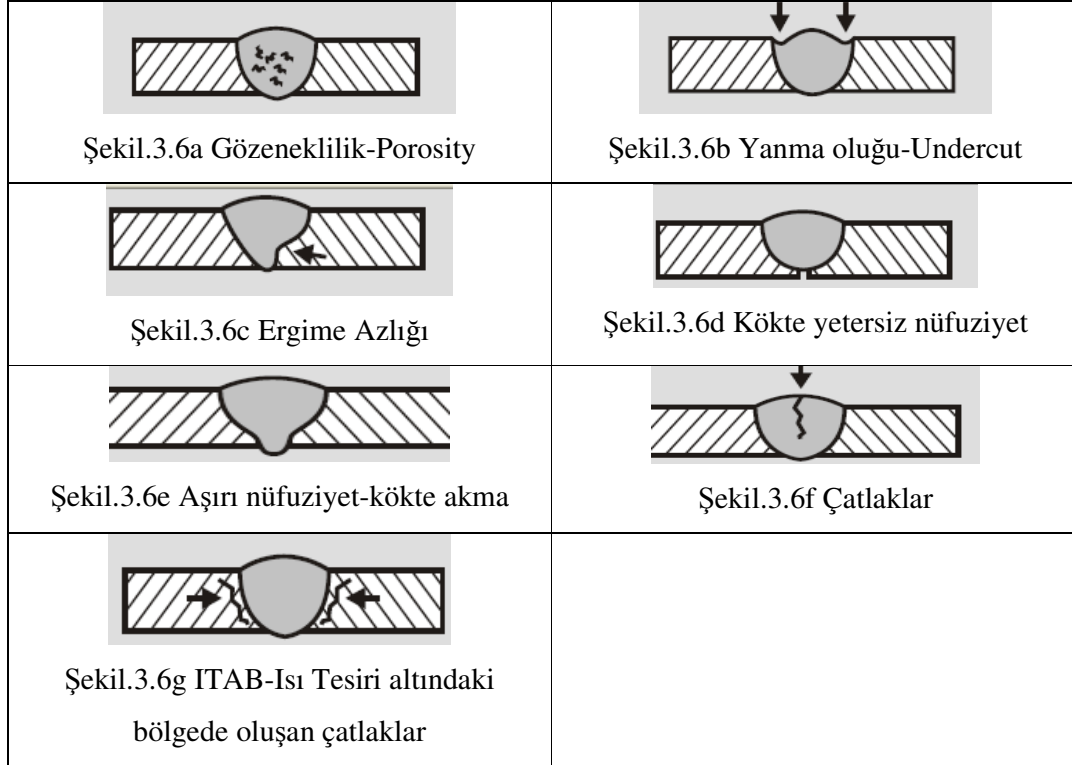 Şekil.3.6a Gözeneklilik-Porosity
Şekil.3.6b Yanma oluğu-Undercut
Şekil.3.6c Ergime Azlığı
Şekil.3.6d Kökte yetersiz nüfuziyet
Şekil.3.6e Aşırı nüfuziyet-kökte akma
Şekil.3.6f Çatlaklar
Şekil.3.6g ITAB-Isı Tesiri altındaki
bölgede oluşan çatlaklar